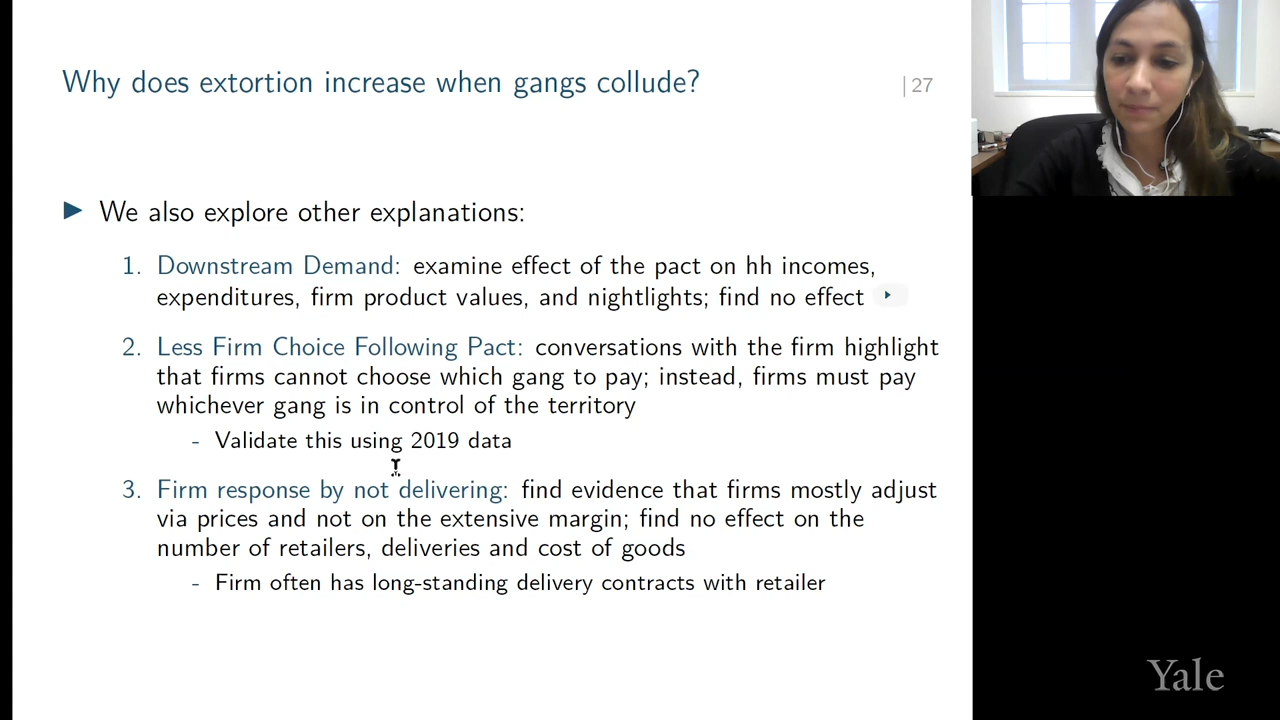 Why does extortion increase when gangs collude?
| 27
▶ We also explore other explanations:
1. Downstream Demand: examine effect of the pact on hh incomes,
expenditures, firm product values, and nightlights; find no effect
2. Less Firm Choice Following Pact: conversations with the firm highlight
that firms cannot choose which gang to pay; instead, firms must pay
whichever gang is in control of the territory
- Validate this using 2019 data
3. Firm response by not delivering: find evidence that firms mostly adjust
via prices and not on the extensive margin; find no effect on the
number of retailers, deliveries and cost of goods
- Firm often has long-standing delivery contracts with retailer
Yale